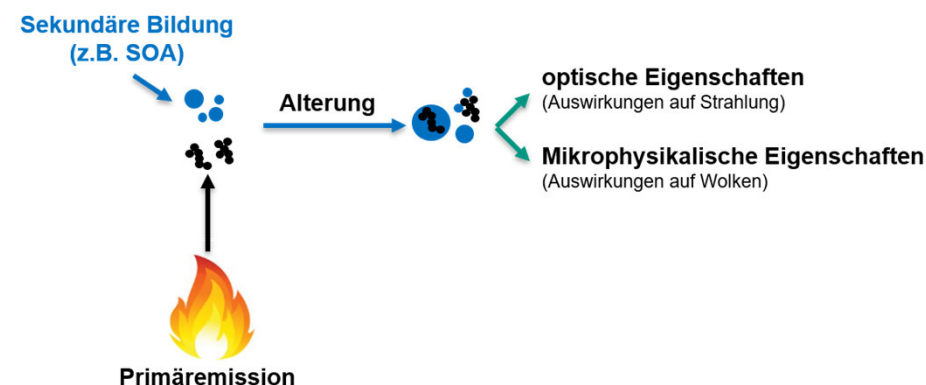 Sekundäre Bildung
(z.B. SOA)
Alterung
optische Eigenschaften
(Auswirkungen auf Strahlung)
Mikrophysikalische Eigenschaften
(Auswirkungen auf Wolken)
Primäremission